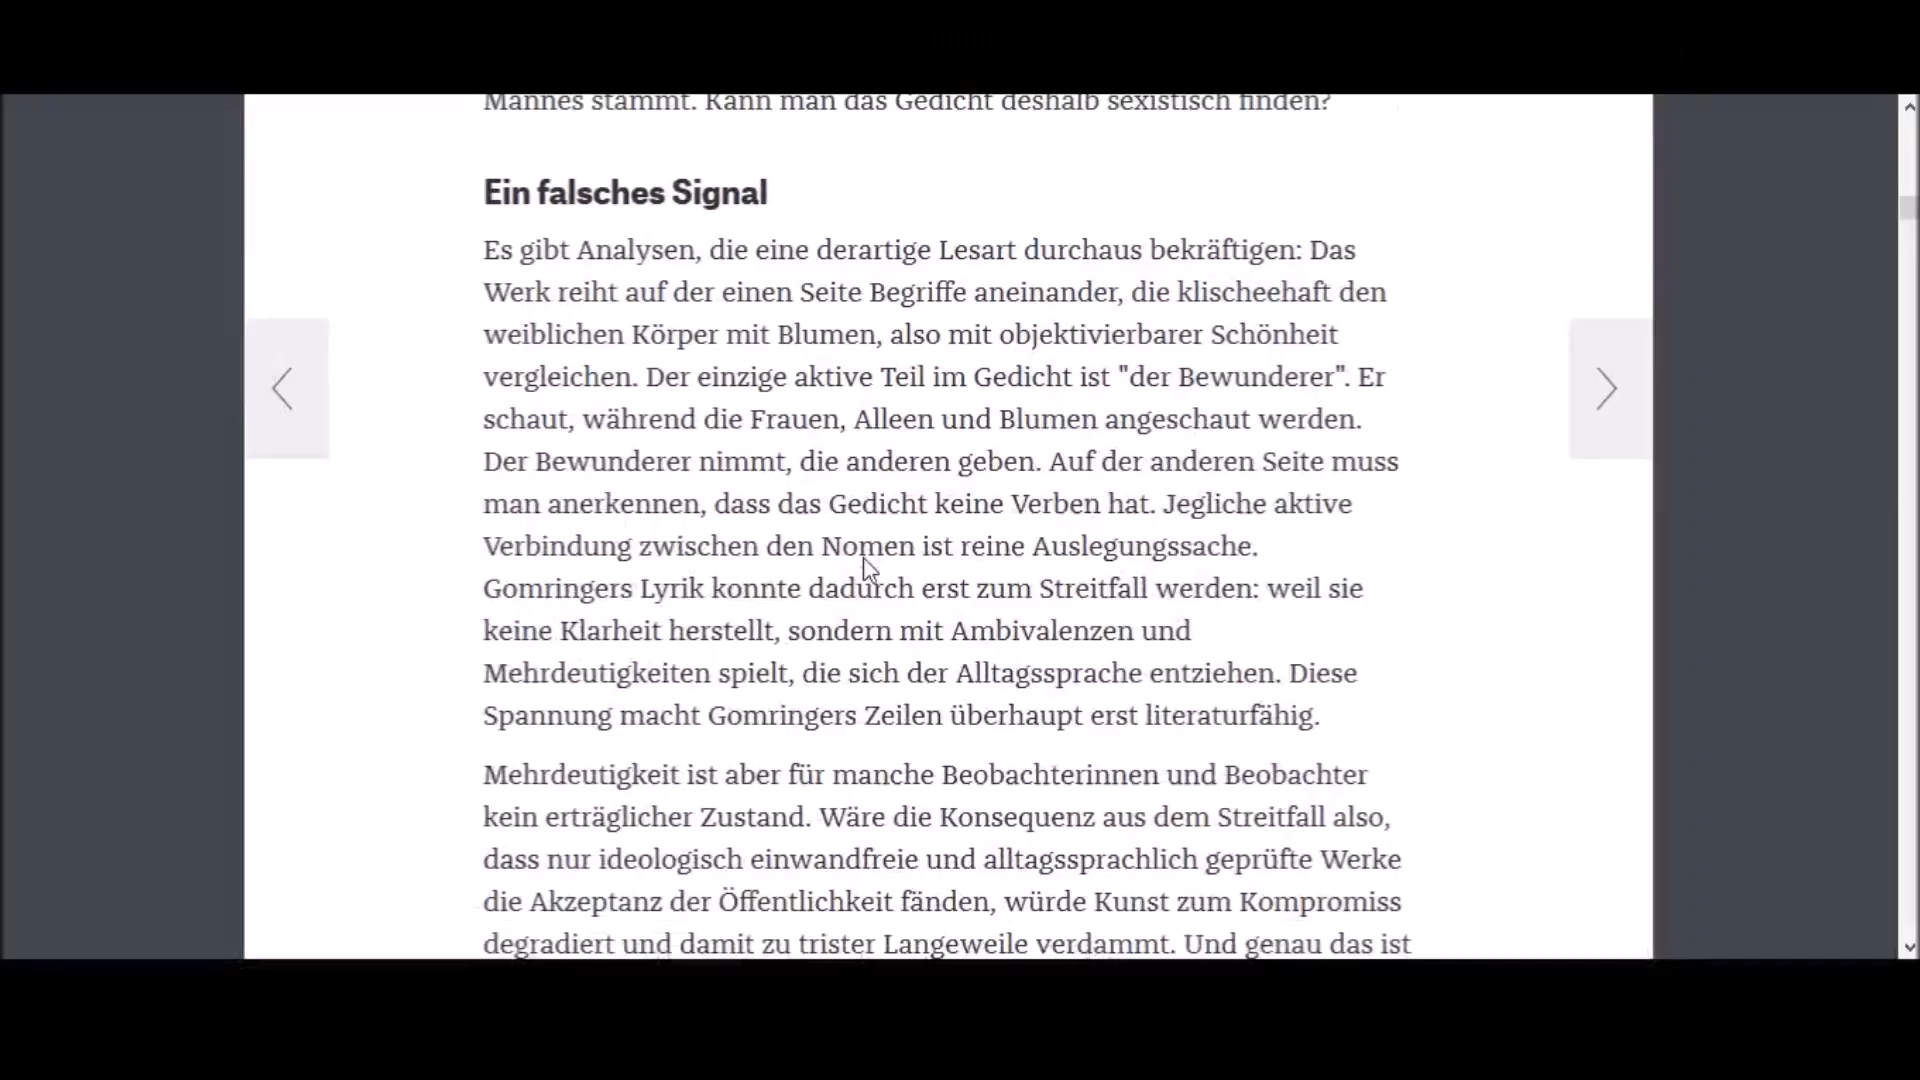 Mannes stammt. Kann man das Gedicht deshalb sexistisch finden?
Ein falsches Signal
Es gibt Analysen, die eine derartige Lesart durchaus bekräftigen: Das
Werk reiht auf der einen Seite Begriffe aneinander, die klischeehaft den
weiblichen Körper mit Blumen, also mit objektivierbarer Schönheit
vergleichen. Der einzige aktive Teil im Gedicht ist "der Bewunderer". Er
schaut, während die Frauen, Alleen und Blumen angeschaut werden.
Der Bewunderer nimmt, die anderen geben. Auf der anderen Seite muss
man anerkennen, dass das Gedicht keine Verben hat. Jegliche aktive
Verbindung zwischen den Nomen ist reine Auslegungssache.
Gomringers Lyrik konnte dadurch erst zum Streitfall werden: weil sie
keine Klarheit herstellt, sondern mit Ambivalenzen und
Mehrdeutigkeiten spielt, die sich der Alltagssprache entziehen. Diese
Spannung macht Gomringers Zeilen überhaupt erst literaturfähig.
Mehrdeutigkeit ist aber für manche Beobachterinnen und Beobachter
kein erträglicher Zustand. Wäre die Konsequenz aus dem Streitfall also,
dass nur ideologisch einwandfreie und alltagssprachlich geprüfte Werke
die Akzeptanz der Öffentlichkeit fänden, würde Kunst zum Kompromiss
degradiert und damit zu trister Langeweile verdammt. Und genau das ist